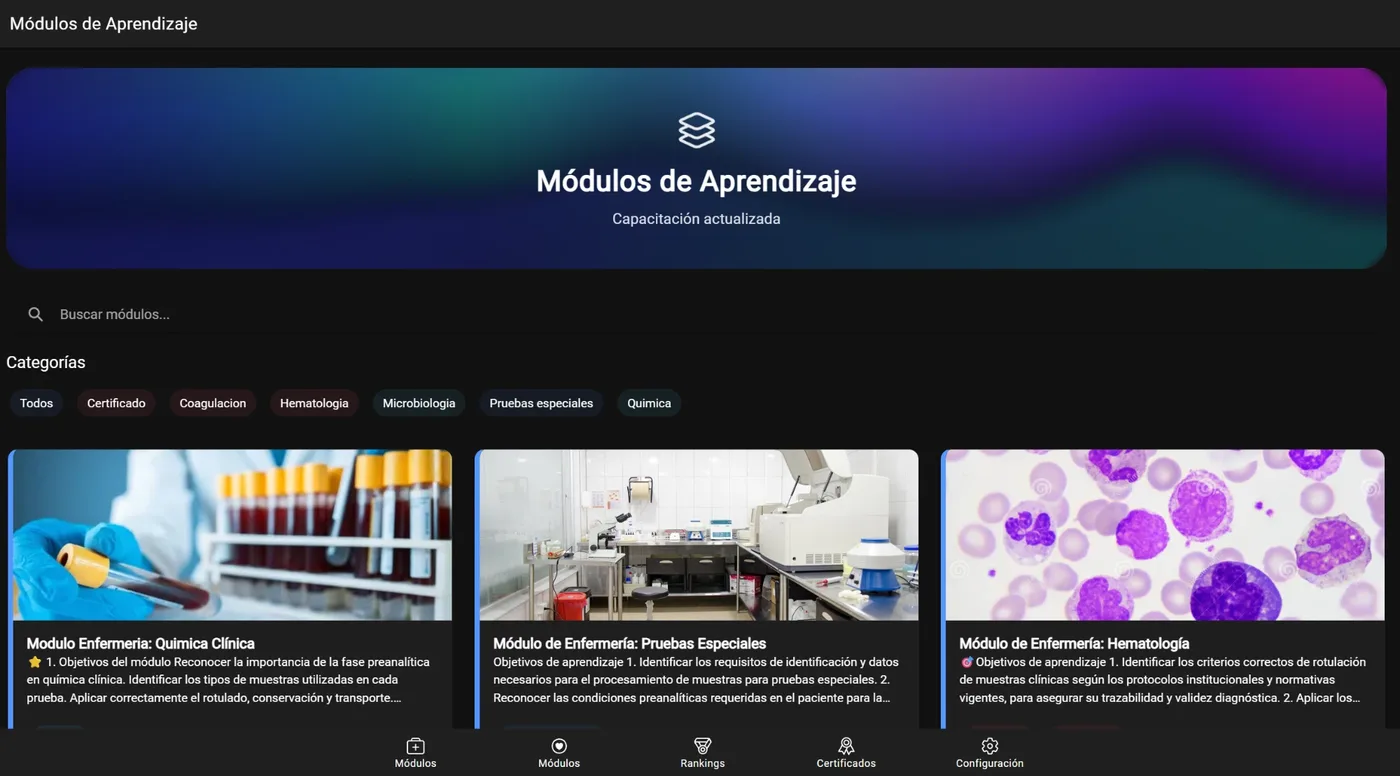 Módulos de Aprendizaje
Módulos de Aprendizaje
Capacitación actualizada
Buscar módulos...
Categorías
Todos
Certificado
Coagulacion
Hematologia
Microbiologia
Pruebas especiales
Quimica
Modulo Enfermeria: Quimica Clínica
⭐ 1. Objetivos del módulo Reconocer la importancia de la fase preanalítica
en química clínica. Identificar los tipos de muestras utilizadas en cada
prueba. Aplicar correctamente el rotulado, conservación y transporte....
Módulo de Enfermería: Pruebas Especiales
Objetivos de aprendizaje 1. Identificar los requisitos de identificación y datos
necesarios para el procesamiento de muestras para pruebas especiales. 2.
Reconocer las condiciones preanalíticas requeridas en el paciente para la...
Módulo de Enfermería: Hematología
🎯Objetivos de aprendizaje 1. Identificar los criterios correctos de rotulación
de muestras clínicas según los protocolos institucionales y normativas
vigentes, para asegurar su trazabilidad y validez diagnóstica. 2. Aplicar los...
Módulos
Módulos
Rankings
Certificados
Configuración